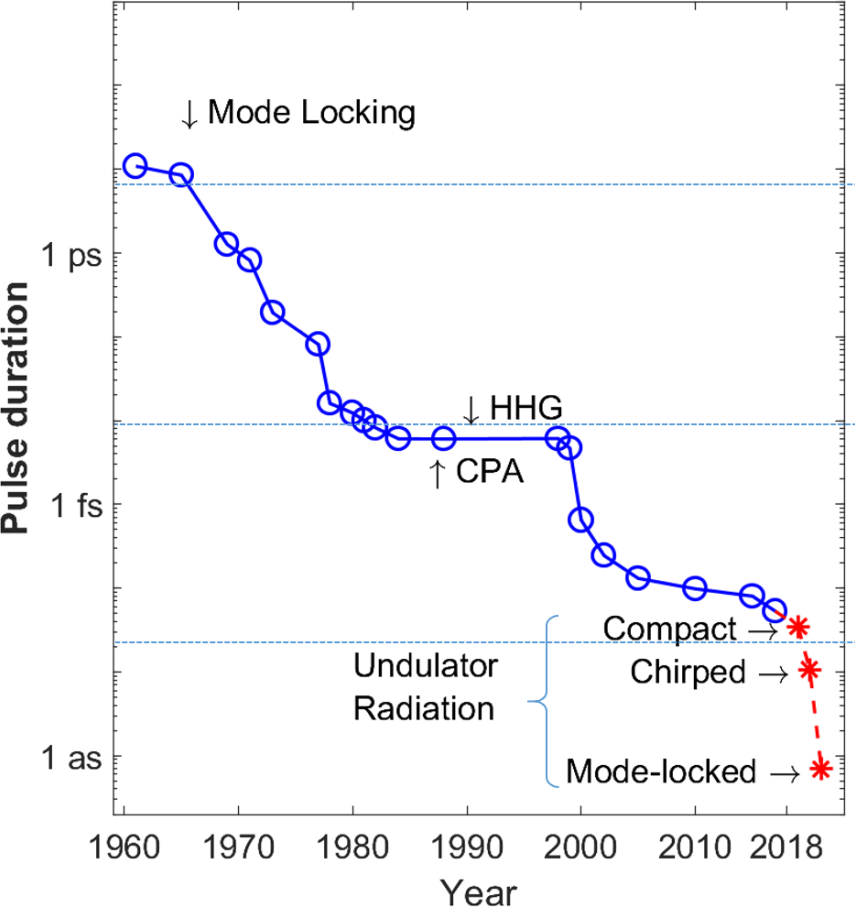 ↓ Mode Locking
1 ps
Pulse duration
↓ HHG
↑ CPA
1 fs
Compact →
Undulator
Radiation
Chirped →
1 as
Mode-locked →
1960 1970 1980 1990 2000 2010 2018
Year